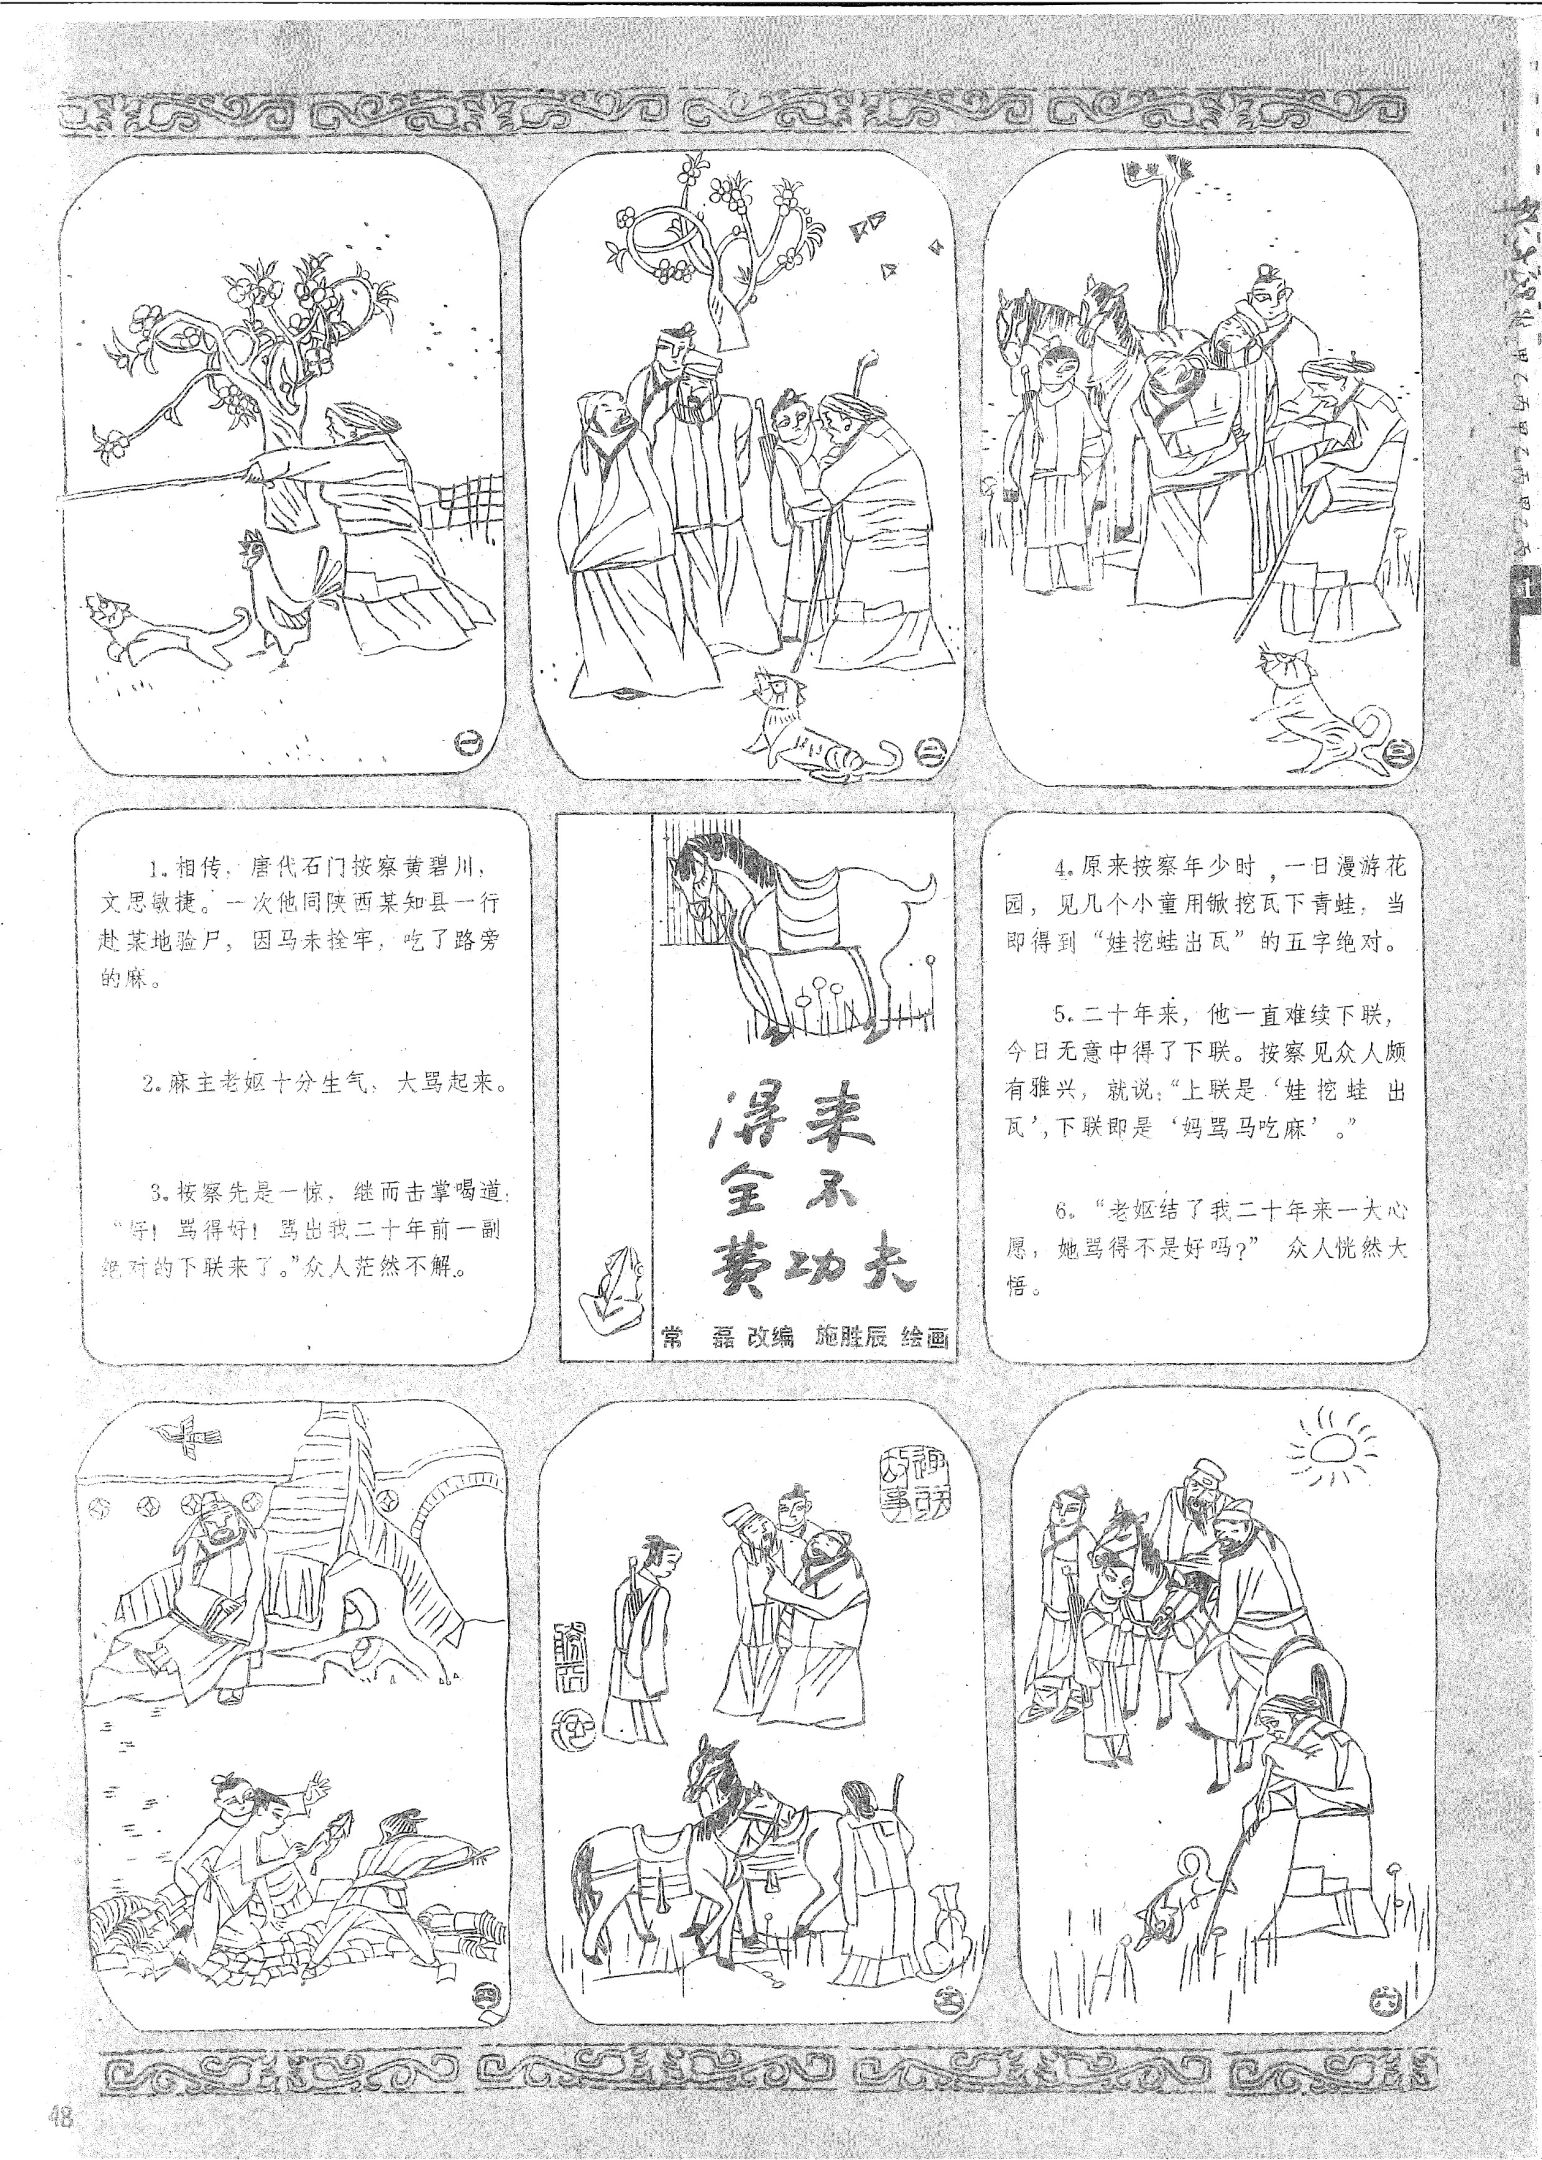 一
二
三
1.相传，唐代石门按察黄碧川，
文思敏捷。一次他同陕西某知县一行
赴某地验尸，因马未拴牢，吃了路旁
的麻。
2.麻主老妪十分生气，大骂起来。
3.按察先是一惊，继而击掌喝道：
“好！骂得好！骂出我二十年前一副
绝对的下联来了。”众人茫然不解。
得来
全不
费功夫
常　磊 改编　施胜辰 绘画
4.原来按察年少时，一日漫游花
园，见几个小童用锨挖瓦下青蛙，当
即得到“娃挖蛙出瓦”的五字绝对。
5.二十年来，他一直难续下联，
今日无意中得了下联。按察见众人颇
有雅兴，就说：“上联是‘娃挖蛙出
瓦’，下联即是‘妈骂马吃麻’。”
6.“老妪结了我二十年来一大心
愿，她骂得不是好吗？”众人恍然大
悟。
趣联
故事
四
五
六
48